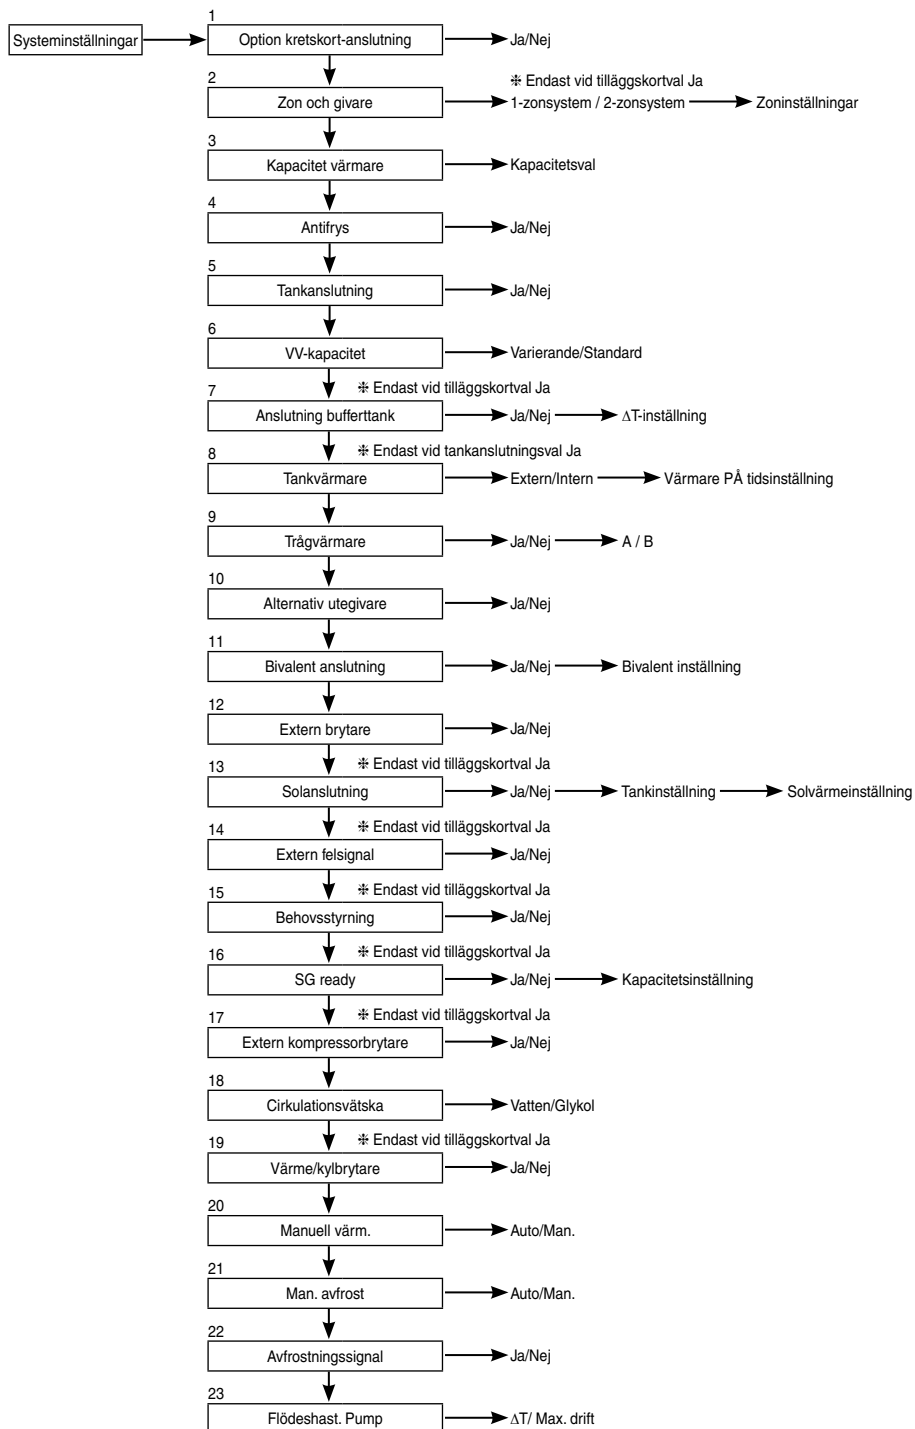 1
Systeminställningar
Option kretskort-anslutning
Ja/Nej
2
❈ Endast vid tilläggskortval Ja
Zon och givare
1-zonsystem / 2-zonsystem
Zoninställningar
3
Kapacitet värmare
Kapacitetsval
4
Antifrys
Ja/Nej
5
Tankanslutning
Ja/Nej
6
VV-kapacitet
Varierande/Standard
7
❈ Endast vid tilläggskortval Ja
Anslutning bufferttank
Ja/Nej
∆T-inställning
8
❈ Endast vid tankanslutningsval Ja
Tankvärmare
Extern/Intern
Värmare PÅ tidsinställning
9
Trågvärmare
Ja/Nej
A / B
10
Alternativ utegivare
Ja/Nej
11
Bivalent anslutning
Ja/Nej
Bivalent inställning
12
Extern brytare
Ja/Nej
13
❈ Endast vid tilläggskortval Ja
Solanslutning
Ja/Nej
Tankinställning
Solvärmeinställning
14
❈ Endast vid tilläggskortval Ja
Extern felsignal
Ja/Nej
15
❈ Endast vid tilläggskortval Ja
Behovsstyrning
Ja/Nej
16
❈ Endast vid tilläggskortval Ja
SG ready
Ja/Nej
Kapacitetsinställning
17
❈ Endast vid tilläggskortval Ja
Extern kompressorbrytare
Ja/Nej
18
Cirkulationsvätska
Vatten/Glykol
19
❈ Endast vid tilläggskortval Ja
Värme/kylbrytare
Ja/Nej
20
Manuell värm.
Auto/Man.
21
Man. avfrost
Auto/Man.
22
Avfrostningssignal
Ja/Nej
23
Flödeshast. Pump
∆T/ Max. drift